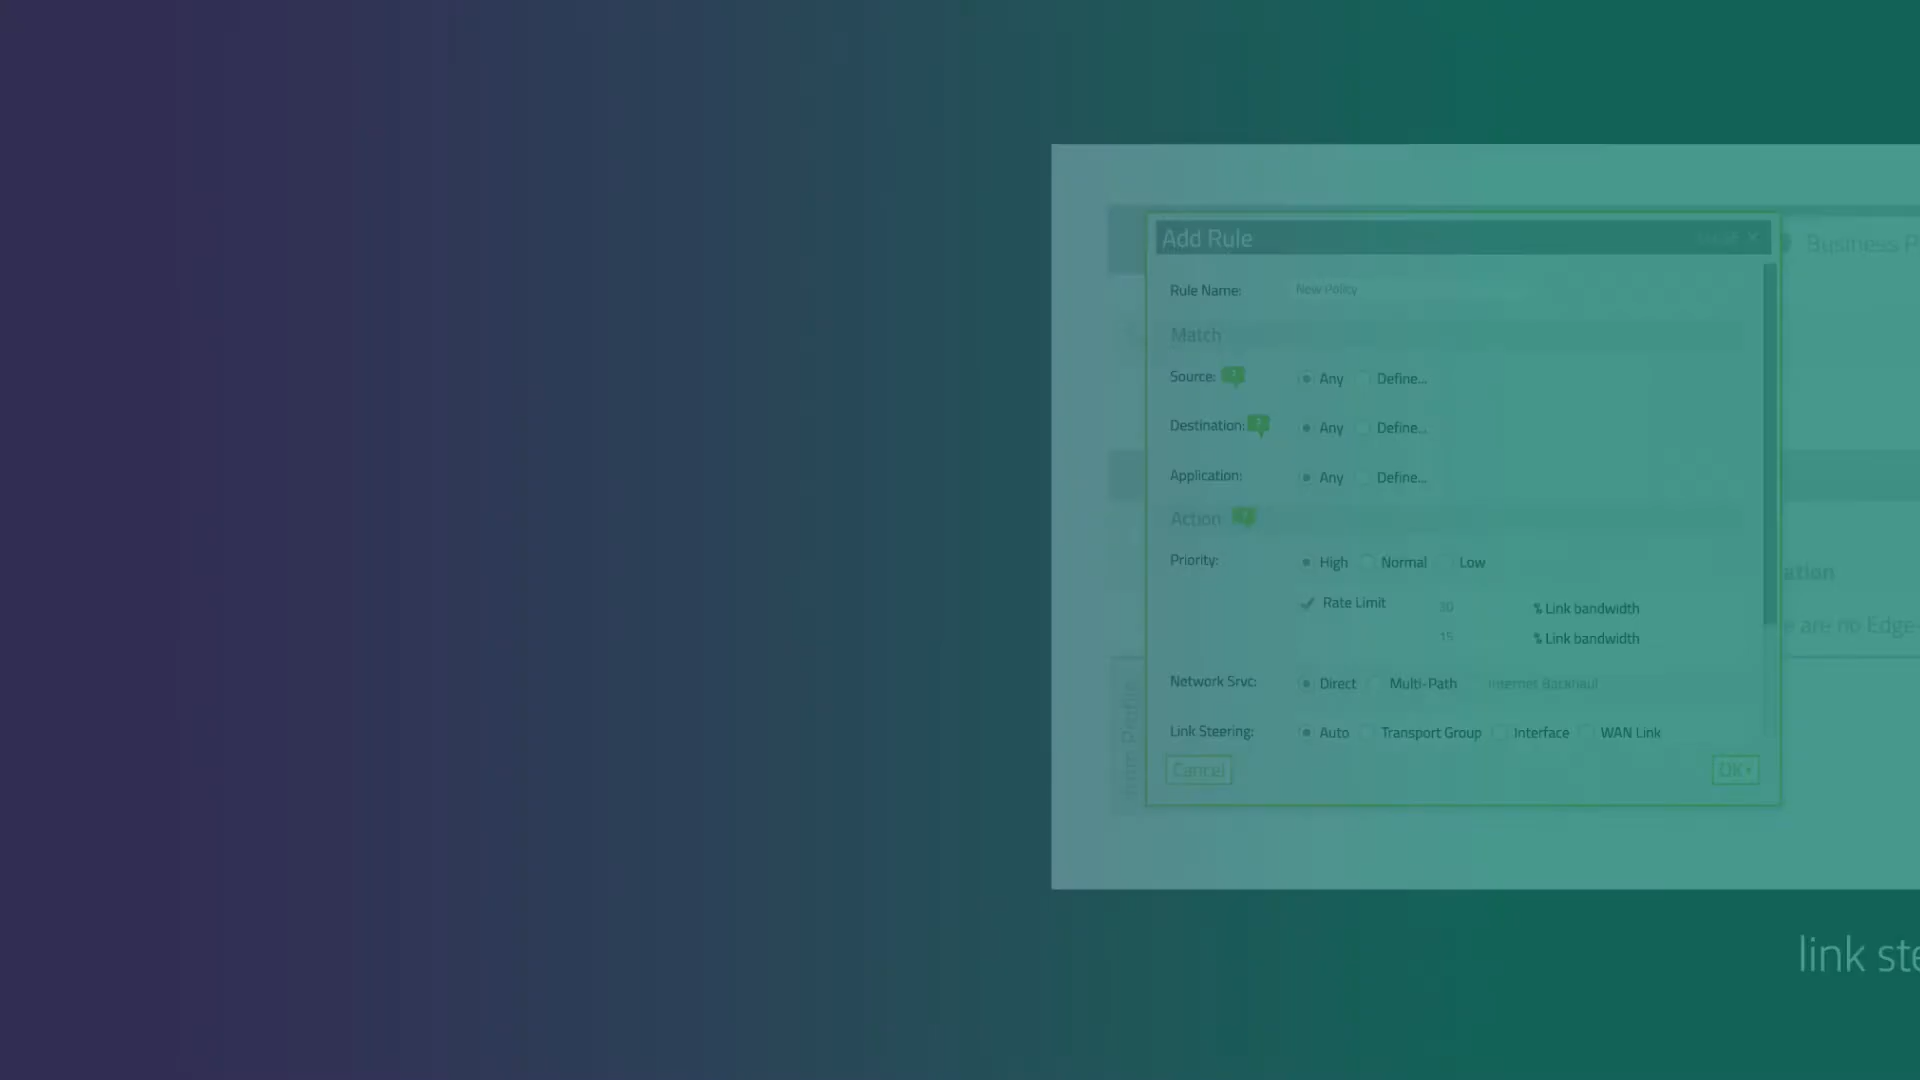 Add Rule
Business P
Rule Name: New Policy
Match
Source: ? Any Define...
Destination: ? Any Define...
Application: Any Define...
Action ?
Priority: High Normal Low
ation
Rate Limit 30 % Link bandwidth
15 % Link bandwidth
e are no Edge-
Network Srvc: Direct Multi-Path Internet Backhaul
From Profile
Link Steering: Auto Transport Group Interface WAN Link
Cancel OK
link ste